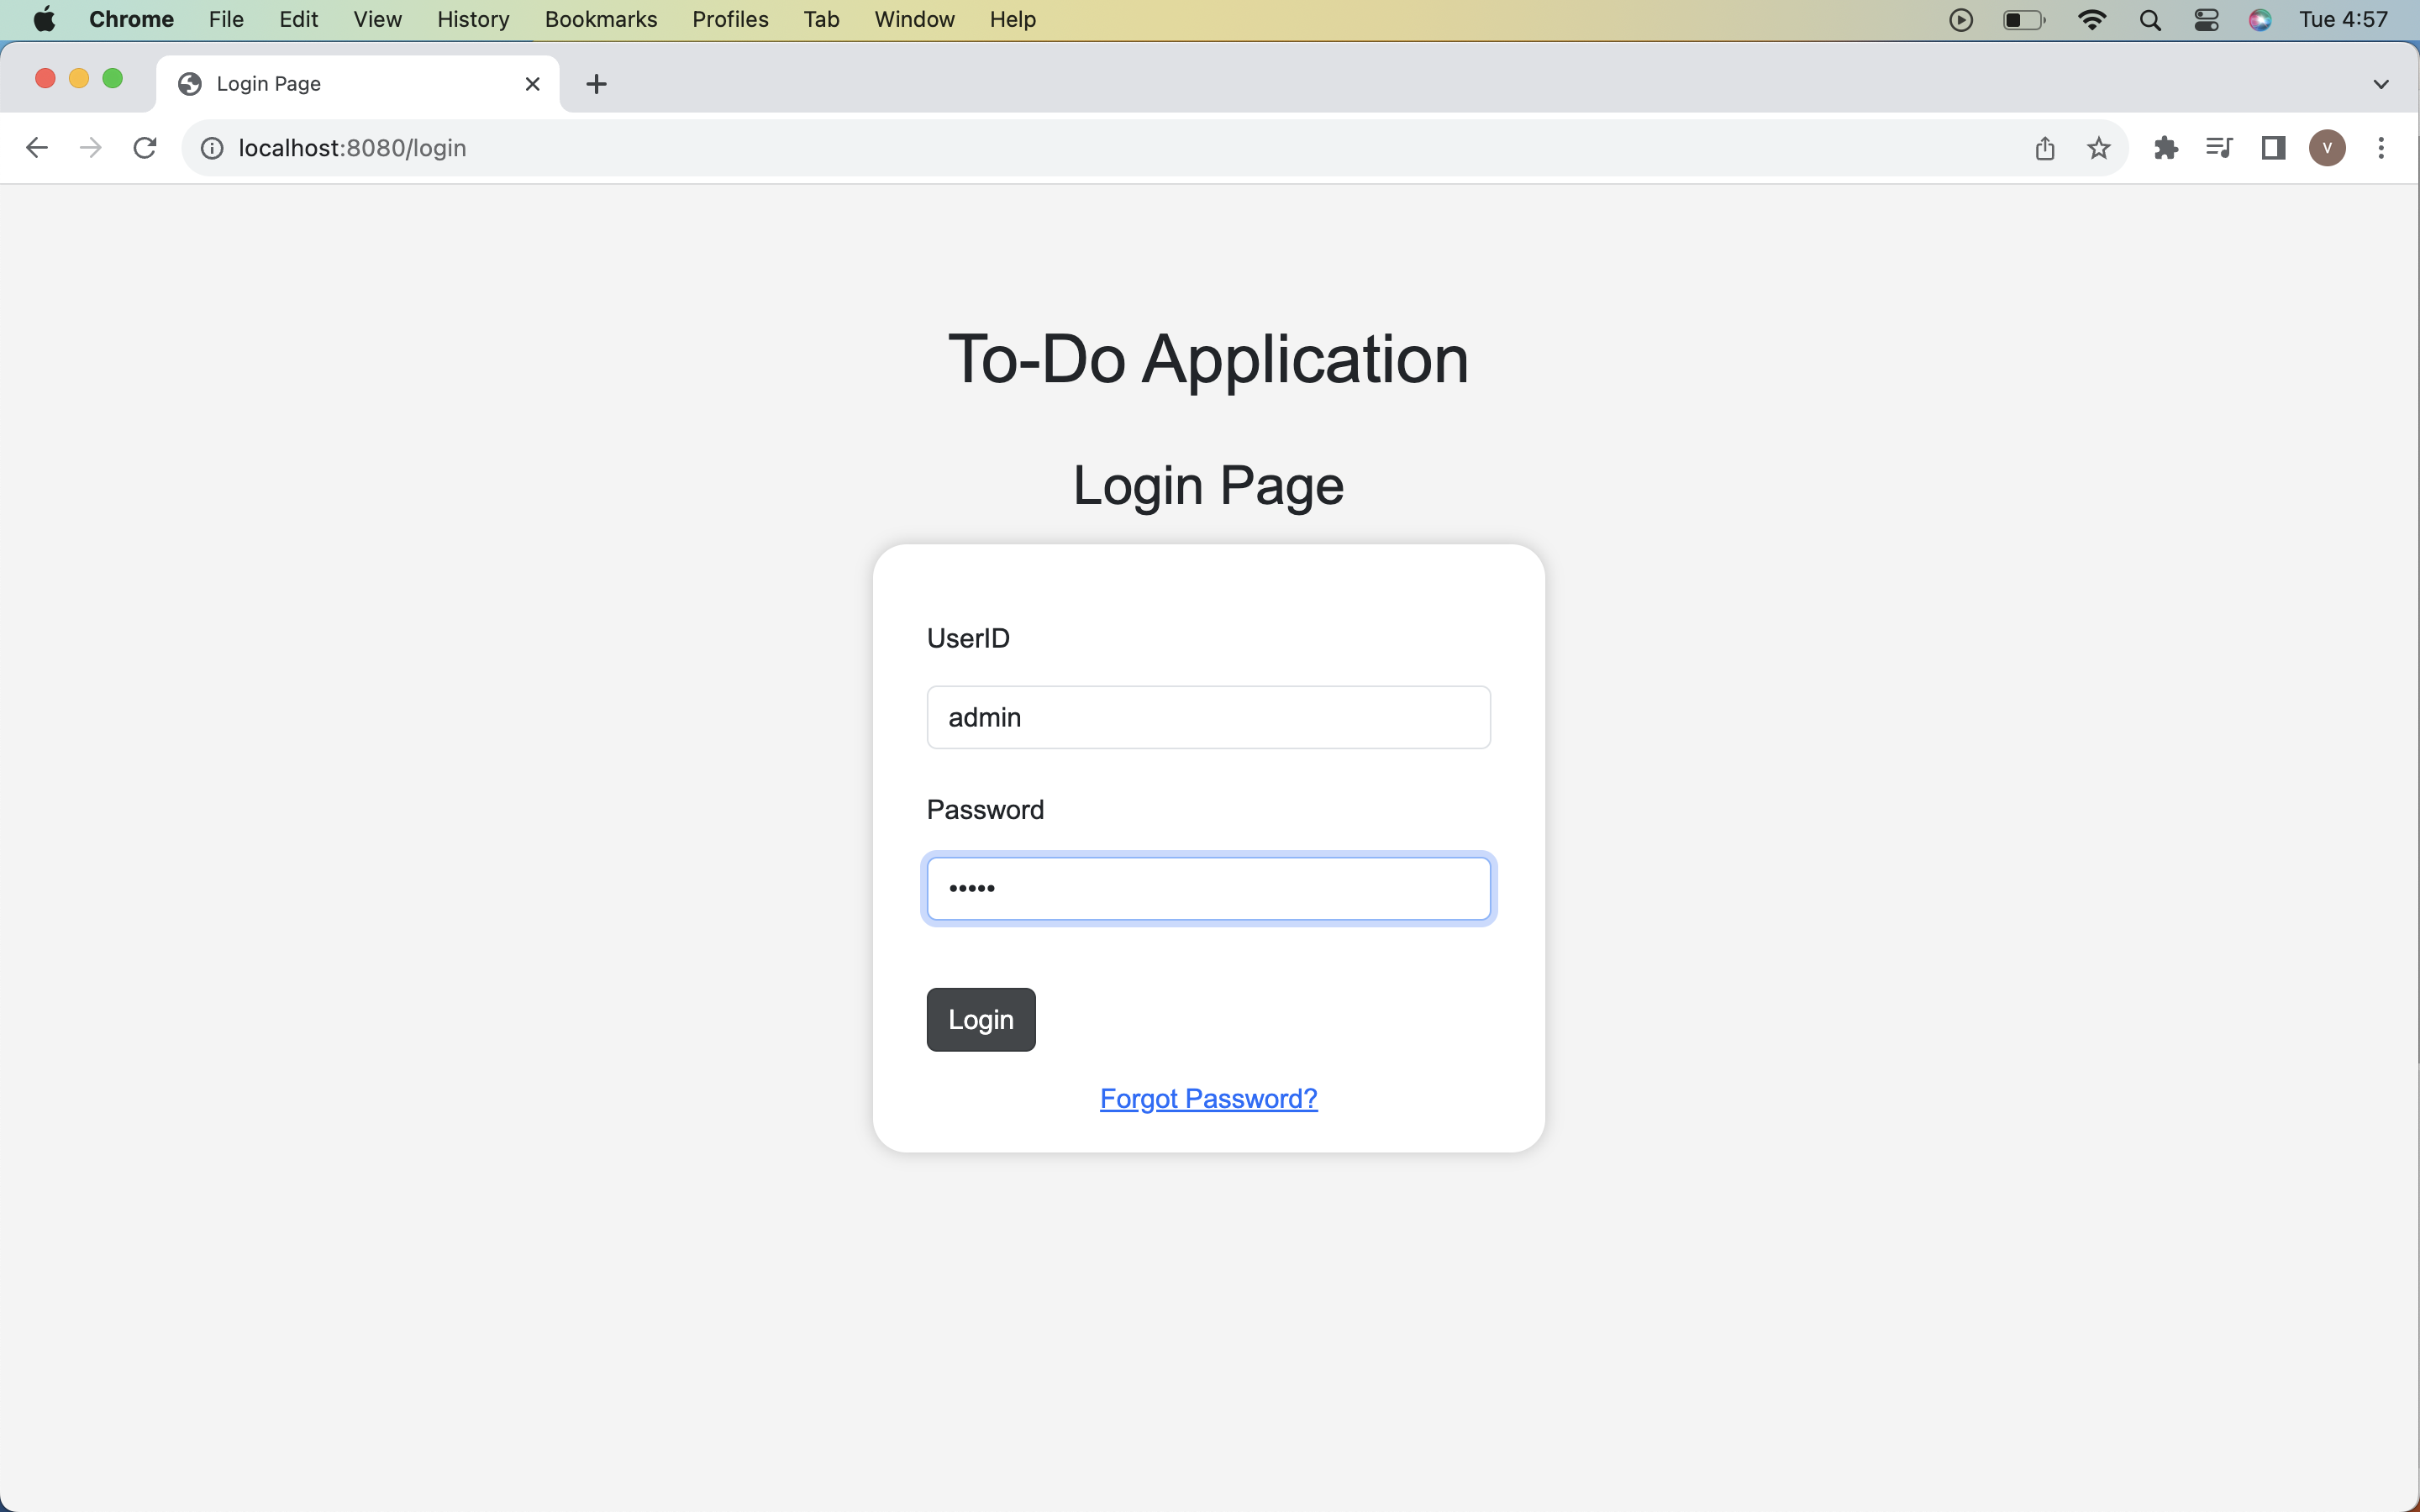 Chrome File Edit View History Bookmarks Profiles Tab Window Help Tue 4:57
Login Page
localhost:8080/login
V
To-Do Application
Login Page
UserID
admin
Password
•••••
Login
Forgot Password?